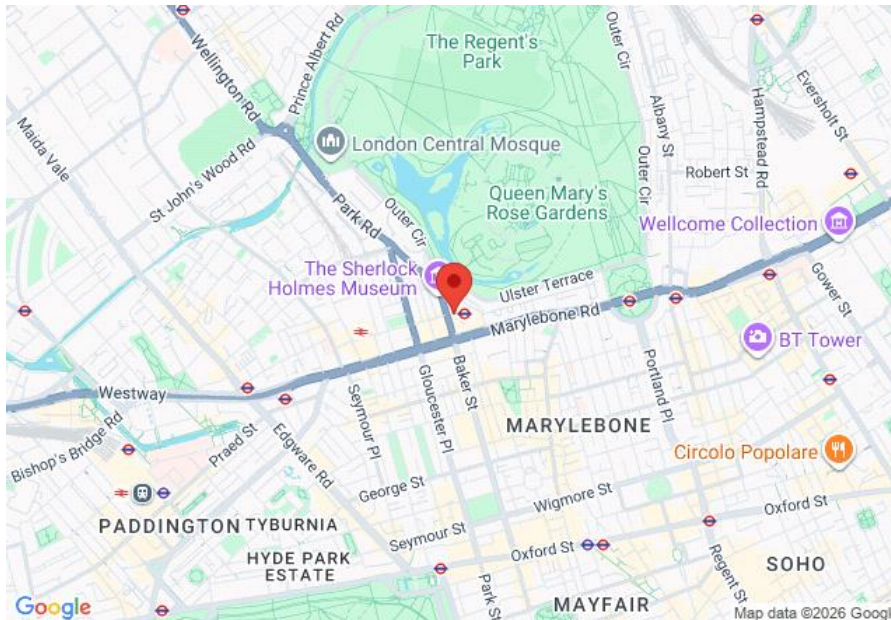 The Regent's
Park
Outer Cir
Wellington Rd
Prince Albert Rd
Albany St
Hampstead Rd
Eversholt St
Maida Vale
London Central Mosque
Outer Cir
Robert St
St John's Wood Rd
Park Rd
Outer Cir
Queen Mary's
Rose Gardens
Wellcome Collection
The Sherlock
Holmes Museum
Ulster Terrace
Gower St
Marylebone Rd
BT Tower
Westway
Baker St
Portland Pl
Seymour Pl
Gloucester Pl
MARYLEBONE
Bishop's Bridge Rd
Praed St
Edgware Rd
Circolo Popolare
George St
Wigmore St
Oxford St
PADDINGTON
TYBURNIA
Seymour St
Oxford St
HYDE PARK
ESTATE
Regent St
SOHO
Park St
MAYFAIR
Google
Map data ©2026 Googl